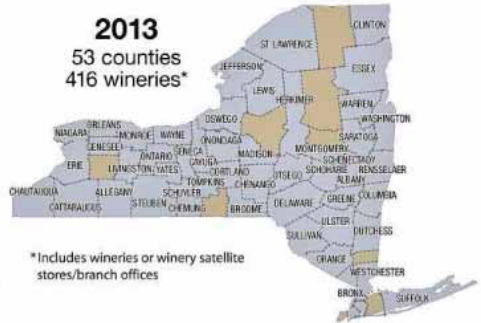 2013
53 counties
416 wineries*
CLINTON
ST LAWRENCE
JEFFERSON
ESSEX
LEWIS
HERKIMER
WARREN
WASHINGTON
OSWEGO
ORLEANS
NIAGARA
MONROE
WAYNE
ONONDAGA
SARATOGA
GENESEE
SENECA
MONTGOMERY
ONTARIO
CAYUGA
MADISON
SCHENECTADY
ERIE
LIVINGSTON
YATES
CORTLAND
OTSEGO
SCHOHARIE
RENSSELAER
TOMPKINS
CHENANGO
ALBANY
CHAUTAUQUA
ALLEGANY
SCHUYLER
GREENE
COLUMBIA
CATTARAUGUS
STEUBEN
CHEMUNG
BROOME
DELAWARE
ULSTER
SULLIVAN
DUTCHESS
ORANGE
WESTCHESTER
BRONX
SUFFOLK
*Includes wineries or winery satellite
stores/branch offices